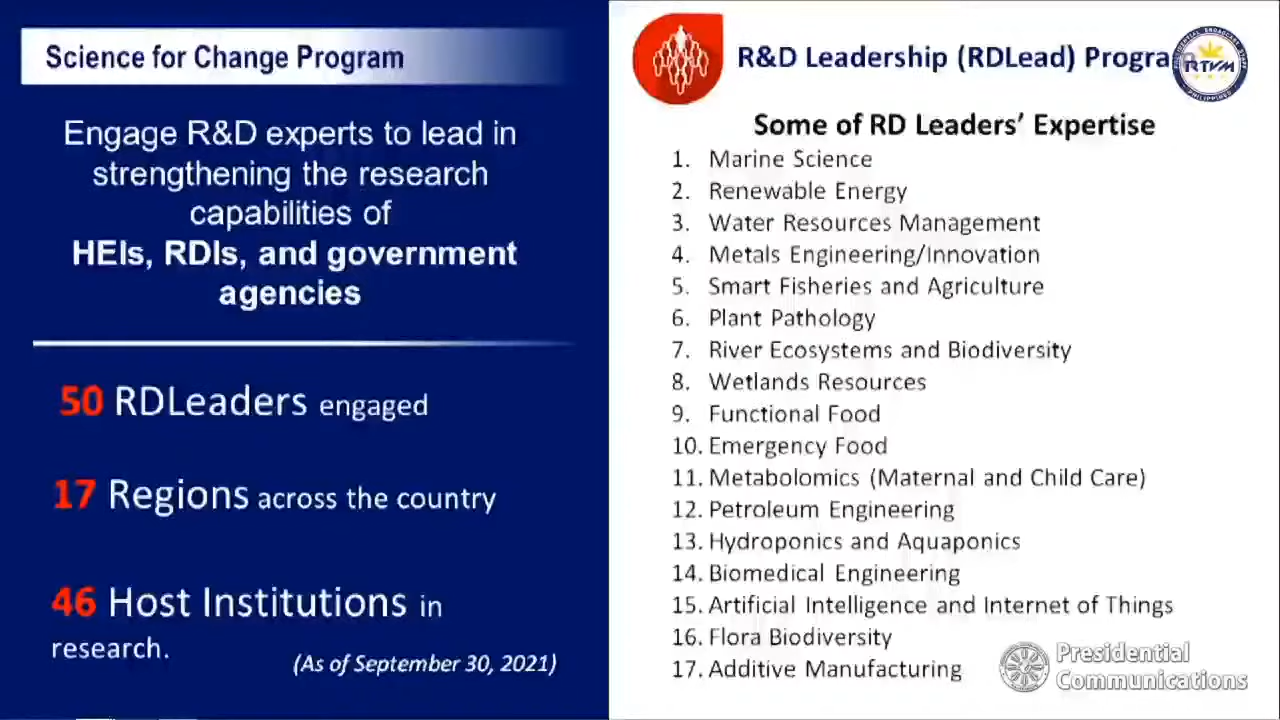 Science for Change Program
Engage R&D experts to lead in
strengthening the research
capabilities of
HEIs, RDIs, and government
agencies
50 RDLeaders engaged
17 Regions across the country
46 Host Institutions in
research.
(As of September 30, 2021)
R&D Leadership (RDLead) Progra
RTVM
PHILIPPINES
Some of RD Leaders’ Expertise
1. Marine Science
2. Renewable Energy
3. Water Resources Management
4. Metals Engineering/Innovation
5. Smart Fisheries and Agriculture
6. Plant Pathology
7. River Ecosystems and Biodiversity
8. Wetlands Resources
9. Functional Food
10. Emergency Food
11. Metabolomics (Maternal and Child Care)
12. Petroleum Engineering
13. Hydroponics and Aquaponics
14. Biomedical Engineering
15. Artificial Intelligence and Internet of Things
16. Flora Biodiversity
17. Additive Manufacturing
Presidential
Communications